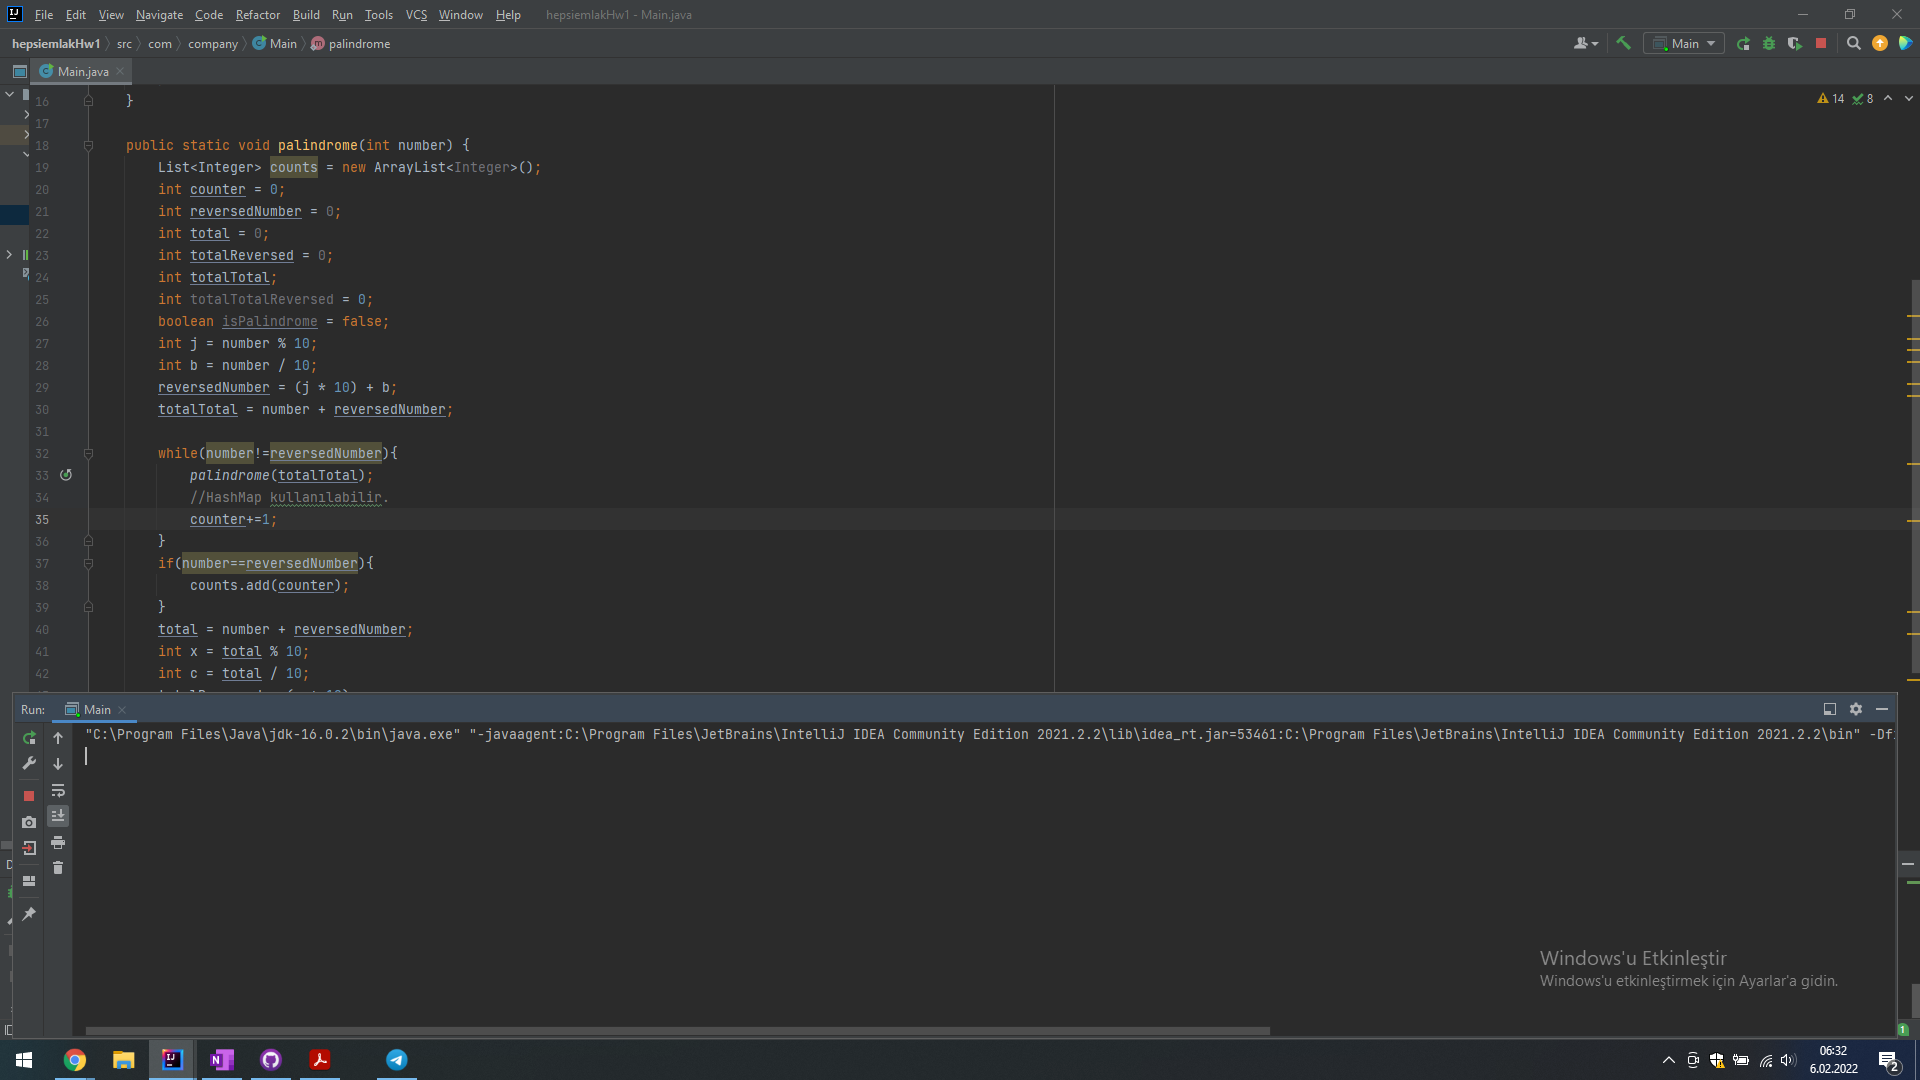 File Edit View Navigate Code Refactor Build Run Tools VCS Window Help hepsiemlakHw1 - Main.java
hepsiemlakHw1 src com company Main palindrome
Main
Main.java
14 8
16 }
17
18 public static void palindrome(int number) {
19 List<Integer> counts = new ArrayList<Integer>();
20 int counter = 0;
21 int reversedNumber = 0;
22 int total = 0;
23 int totalReversed = 0;
24 int totalTotal;
25 int totalTotalReversed = 0;
26 boolean isPalindrome = false;
27 int j = number % 10;
28 int b = number / 10;
29 reversedNumber = (j * 10) + b;
30 totalTotal = number + reversedNumber;
31
32 while(number!=reversedNumber){
33 palindrome(totalTotal);
34 //HashMap kullanılabilir.
35 counter+=1;
36 }
37 if(number==reversedNumber){
38 counts.add(counter);
39 }
40 total = number + reversedNumber;
41 int x = total % 10;
42 int c = total / 10;
Run: Main
"C:\Program Files\Java\jdk-16.0.2\bin\java.exe" "-javaagent:C:\Program Files\JetBrains\IntelliJ IDEA Community Edition 2021.2.2\lib\idea_rt.jar=53461:C:\Program Files\JetBrains\IntelliJ IDEA Community Edition 2021.2.2\bin" -Df
Windows'u Etkinleştir
Windows'u etkinleştirmek için Ayarlar'a gidin.
1
06:32
6.02.2022
2